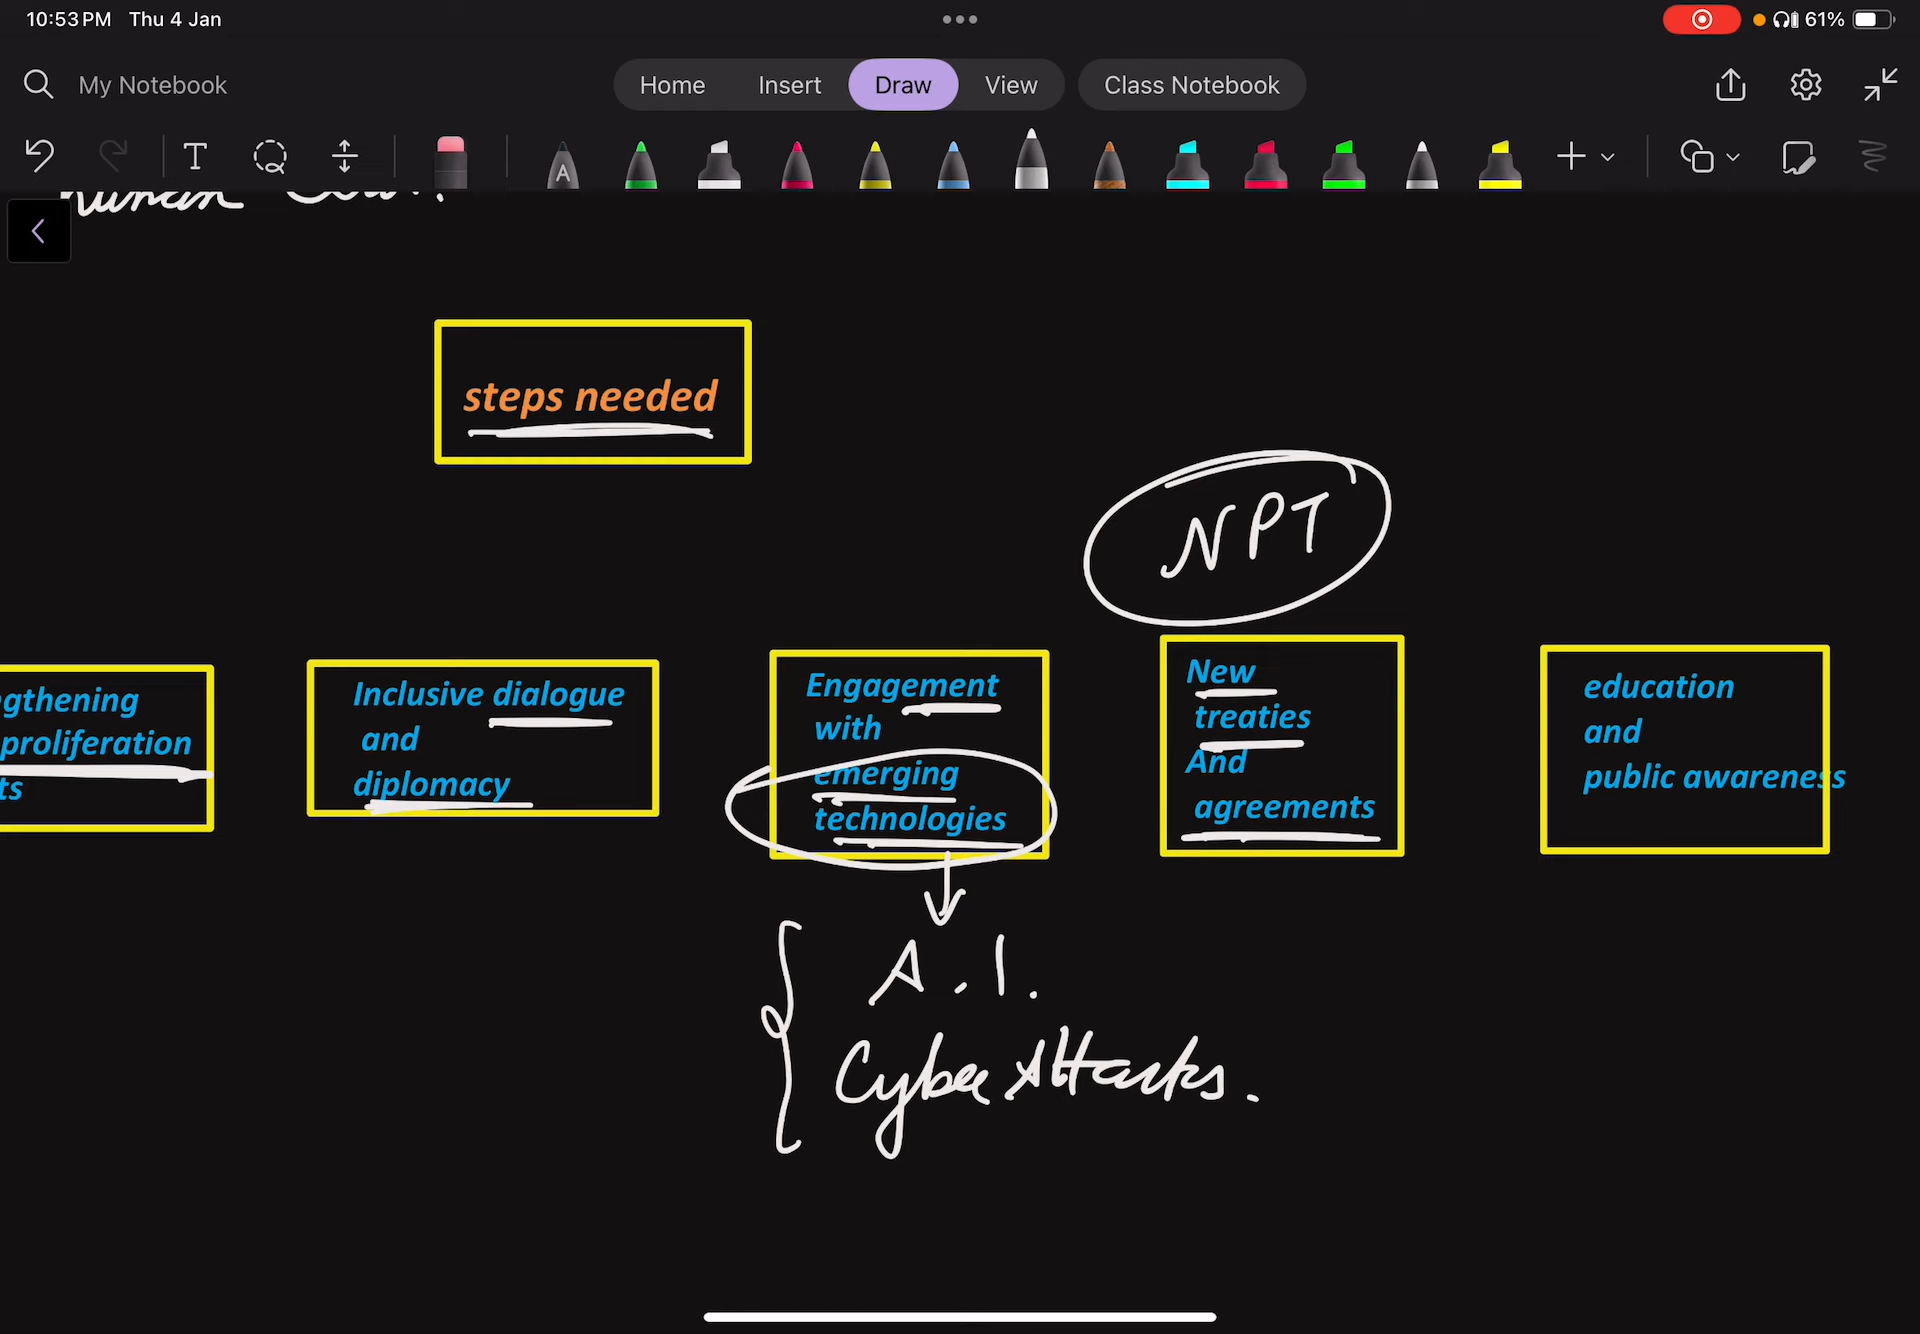 10:53 PM Thu 4 Jan
61%
My Notebook
Home Insert Draw View Class Notebook
T
A
Human
steps needed
NPT
gthening
proliferation
ts
Inclusive dialogue
and
diplomacy
Engagement
with
emerging
technologies
New
treaties
And
agreements
education
and
public awareness
A.I.
Cyber Attacks.